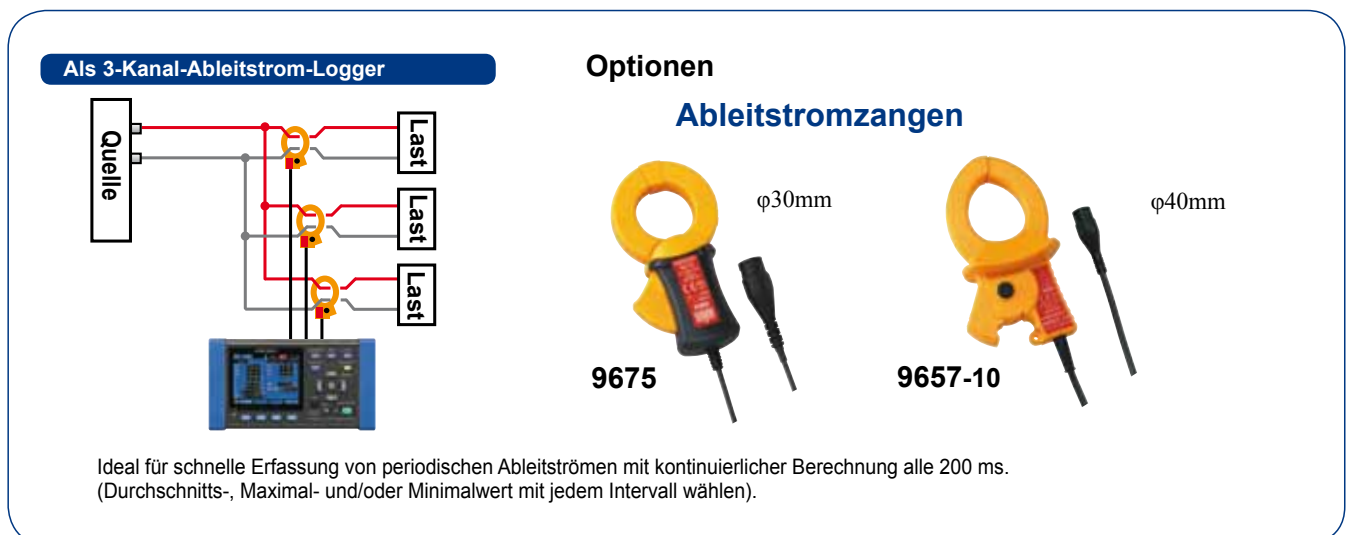 Als 3-Kanal-Ableitstrom-Logger
Quelle
Last
Last
Last
Optionen
Ableitstromzangen
φ30mm
9675
φ40mm
9657-10
Ideal für schnelle Erfassung von periodischen Ableitströmen mit kontinuierlicher Berechnung alle 200 ms.
(Durchschnitts-, Maximal- und/oder Minimalwert mit jedem Intervall wählen).